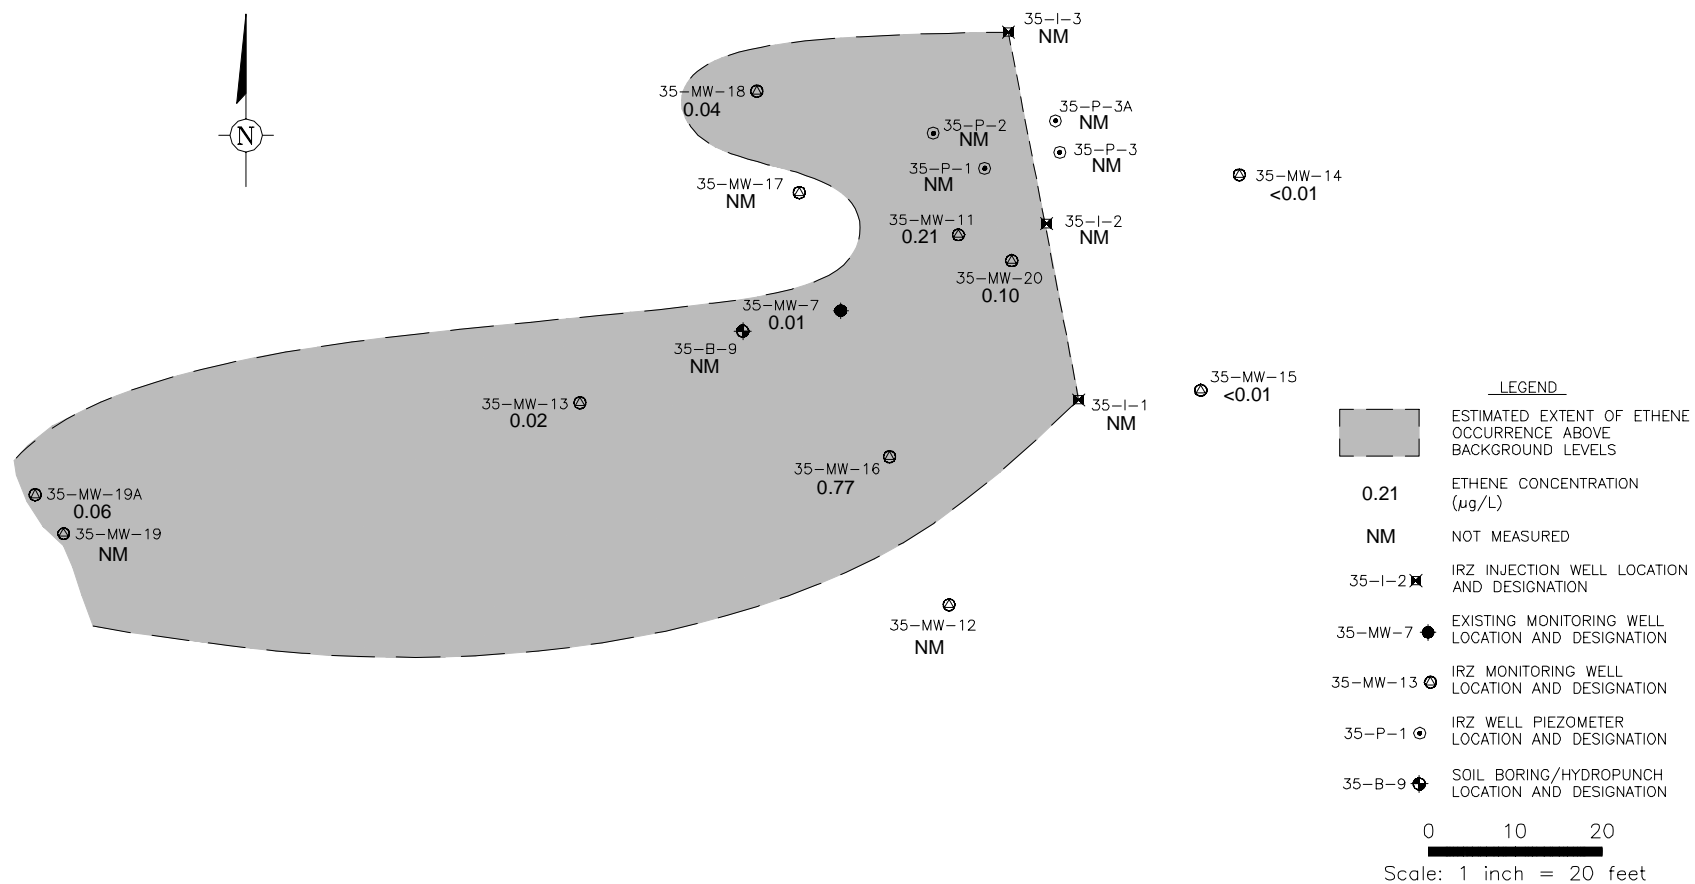 35-I-3
NM
35-MW-18
0.04
35-P-3A
NM
35-P-2
NM
N
35-P-3
NM
35-P-1
NM
35-MW-17
NM
35-MW-14
<0.01
35-MW-11
0.21
35-I-2
NM
35-MW-20
0.10
35-MW-7
0.01
35-B-9
NM
35-MW-15
<0.01
35-MW-13
0.02
35-I-1
NM
35-MW-16
0.77
35-MW-19A
0.06
35-MW-19
NM
35-MW-12
NM
LEGEND
ESTIMATED EXTENT OF ETHENE
OCCURRENCE ABOVE
BACKGROUND LEVELS
0.21
ETHENE CONCENTRATION
(µg/L)
NM
NOT MEASURED
35-I-2
IRZ INJECTION WELL LOCATION
AND DESIGNATION
35-MW-7
EXISTING MONITORING WELL
LOCATION AND DESIGNATION
35-MW-13
IRZ MONITORING WELL
LOCATION AND DESIGNATION
35-P-1
IRZ WELL PIEZOMETER
LOCATION AND DESIGNATION
35-B-9
SOIL BORING/HYDROPUNCH
LOCATION AND DESIGNATION
0 10 20
Scale: 1 inch = 20 feet